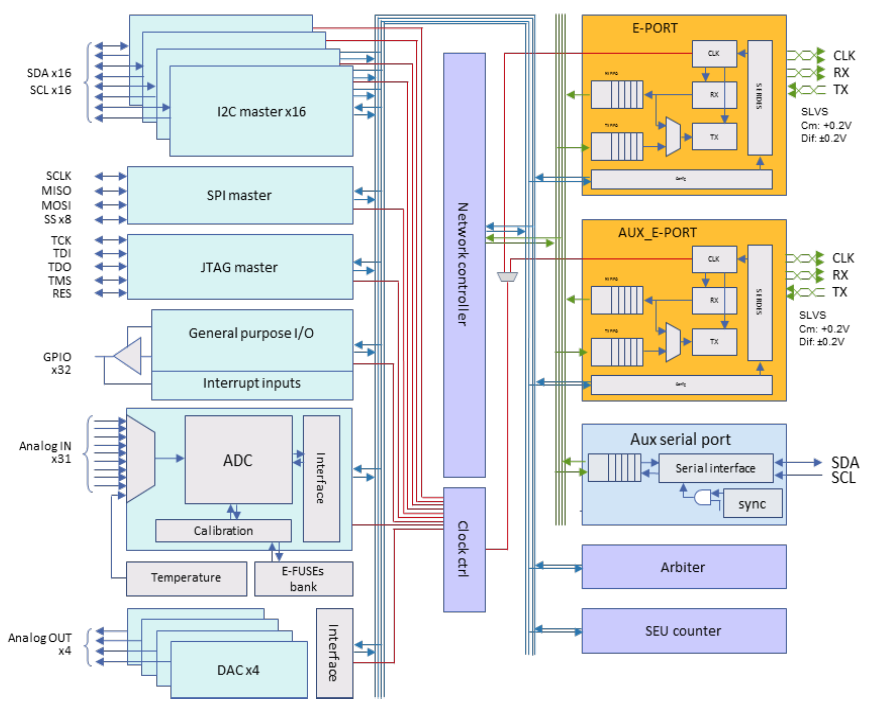 SDA x16
SCL x16
I2C master x16
SCLK
MISO
MOSI
SS x8
SPI master
TCK
TDI
TDO
TMS
RES
JTAG master
GPIO
x32
General purpose I/O
Interrupt inputs
Analog IN
x31
ADC
Interface
Calibration
Temperature
E-FUSEs
bank
Analog OUT
x4
DAC x4
Interface
Network controller
Clock ctrl
E-PORT
CLK
RX
TX
SERDES
CLK
RX
TX
SLVS
Cm: +0.2V
Dif: ±0.2V
AUX_E-PORT
CLK
RX
TX
SERDES
CLK
RX
TX
SLVS
Cm: +0.2V
Dif: ±0.2V
Aux serial port
Serial interface
sync
SDA
SCL
Arbiter
SEU counter